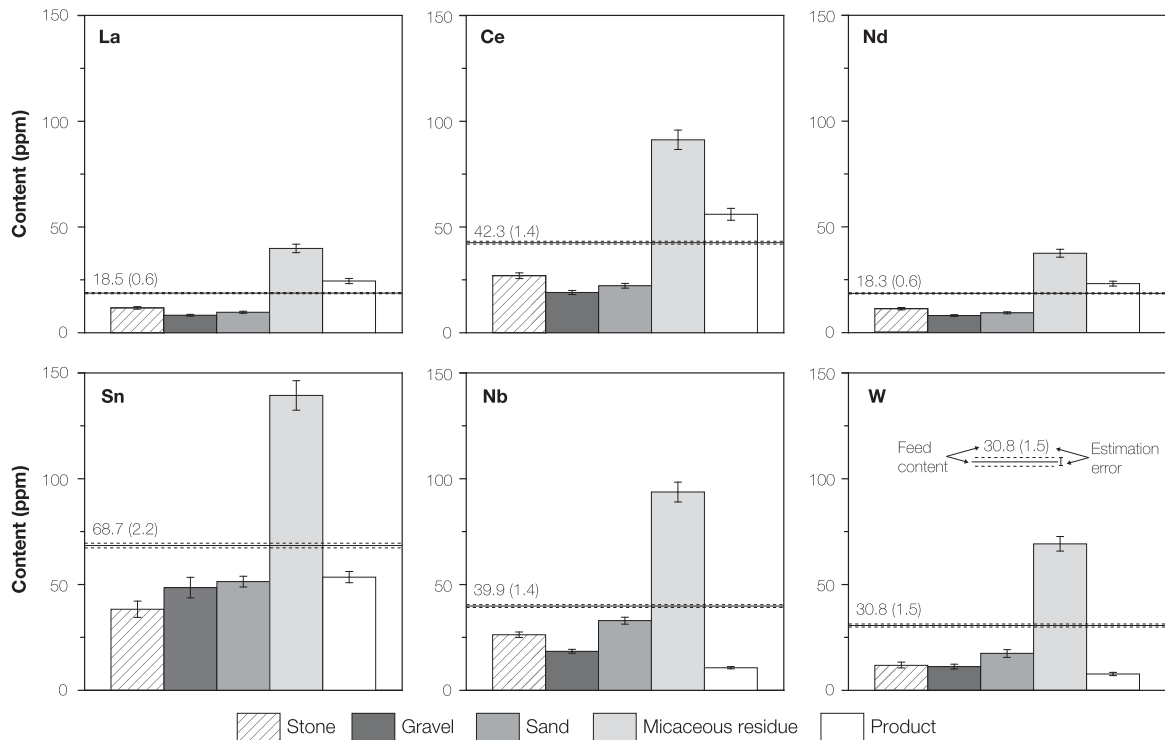 La
Ce
Nd
Content (ppm)
150
100
50
0
18.5 (0.6)
150
100
50
0
42.3 (1.4)
150
100
50
0
18.3 (0.6)
Sn
Nb
W
Content (ppm)
150
100
50
0
68.7 (2.2)
150
100
50
0
39.9 (1.4)
150
100
50
0
Feed content
30.8 (1.5)
Estimation error
30.8 (1.5)
Stone Gravel Sand Micaceous residue Product